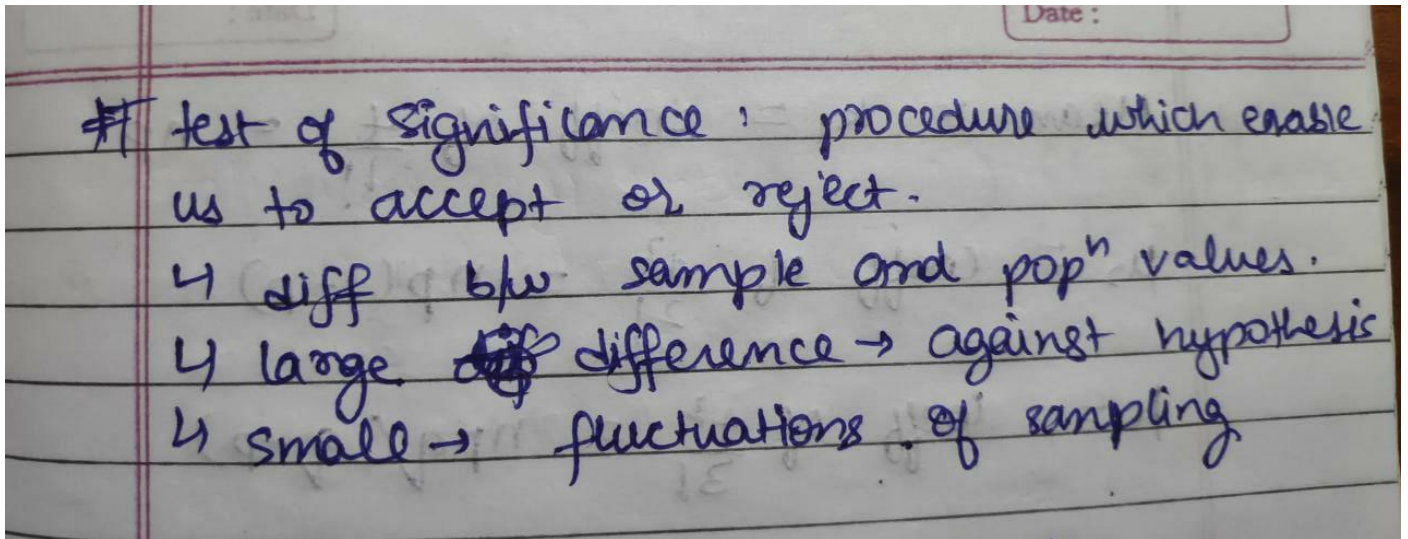 Date :
# test of significance : procedure which enable
us to accept or reject.
↳ diff b/w sample and popⁿ values.
↳ large difference → against hypothesis
↳ small → fluctuations of sampling